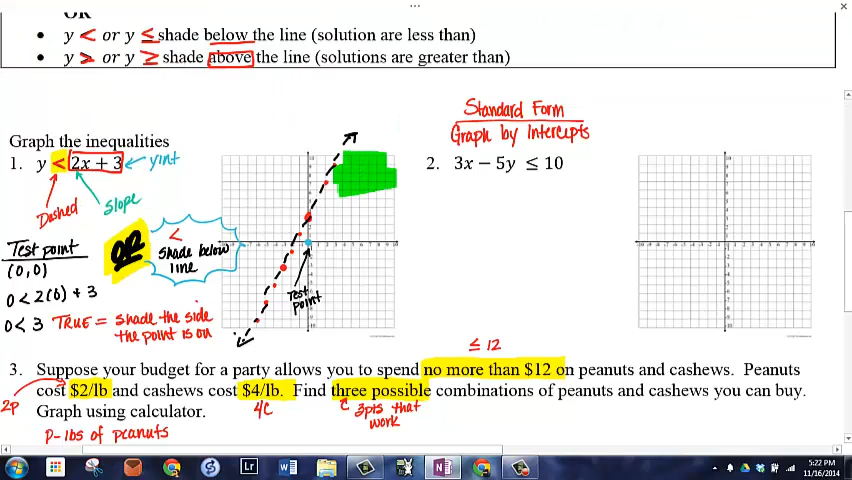 OR
• y < or y ≤ shade below the line (solution are less than)
• y > or y ≥ shade above the line (solutions are greater than)
Standard Form
Graph by Intercepts
Graph the inequalities
1. y < 2x + 3
yint
2. 3x − 5y ≤ 10
Dashed
Slope
OR
<
shade below
line
Test point
(0,0)
0 < 2(0) + 3
0 < 3 TRUE = shade the side
the point is on
Test
point
≤ 12
3. Suppose your budget for a party allows you to spend no more than $12 on peanuts and cashews. Peanuts
cost $2/lb and cashews cost $4/lb. Find three possible combinations of peanuts and cashews you can buy.
2p
4c
3pts that
work
Graph using calculator.
p - lbs of peanuts
Lr
W
N
5:22 PM
11/16/2014